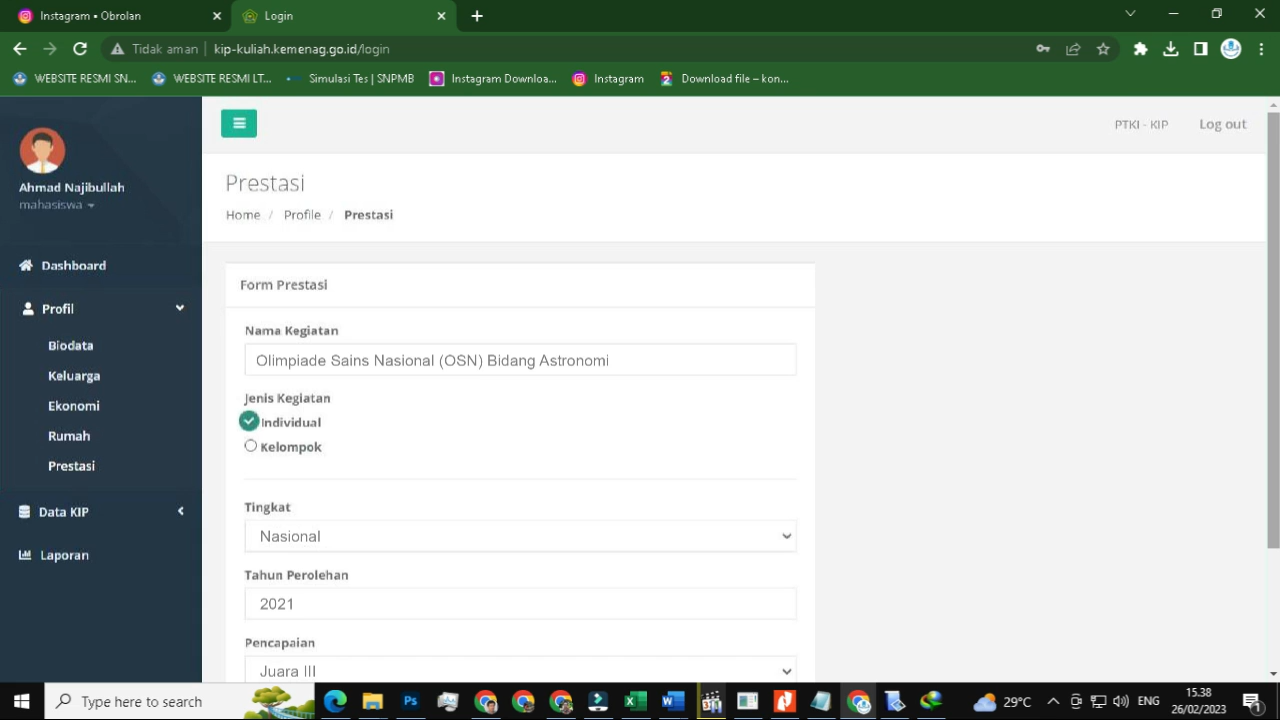 Instagram • Obrolan
Login
Tidak aman | kip-kuliah.kemenag.go.id/login
WEBSITE RESMI SN...
WEBSITE RESMI LT...
Simulasi Tes | SNPMB
Instagram Downloa...
Instagram
Download file – kon...
PTKI - KIP
Log out
Ahmad Najibullah
mahasiswa
Dashboard
Profil
Biodata
Keluarga
Ekonomi
Rumah
Prestasi
Data KIP
Laporan
Prestasi
Home / Profile / Prestasi
Form Prestasi
Nama Kegiatan
Olimpiade Sains Nasional (OSN) Bidang Astronomi
Jenis Kegiatan
Individual
Kelompok
Tingkat
Nasional
Tahun Perolehan
2021
Pencapaian
Juara III
Type here to search
Ps
29°C
ENG
15.38
26/02/2023
1